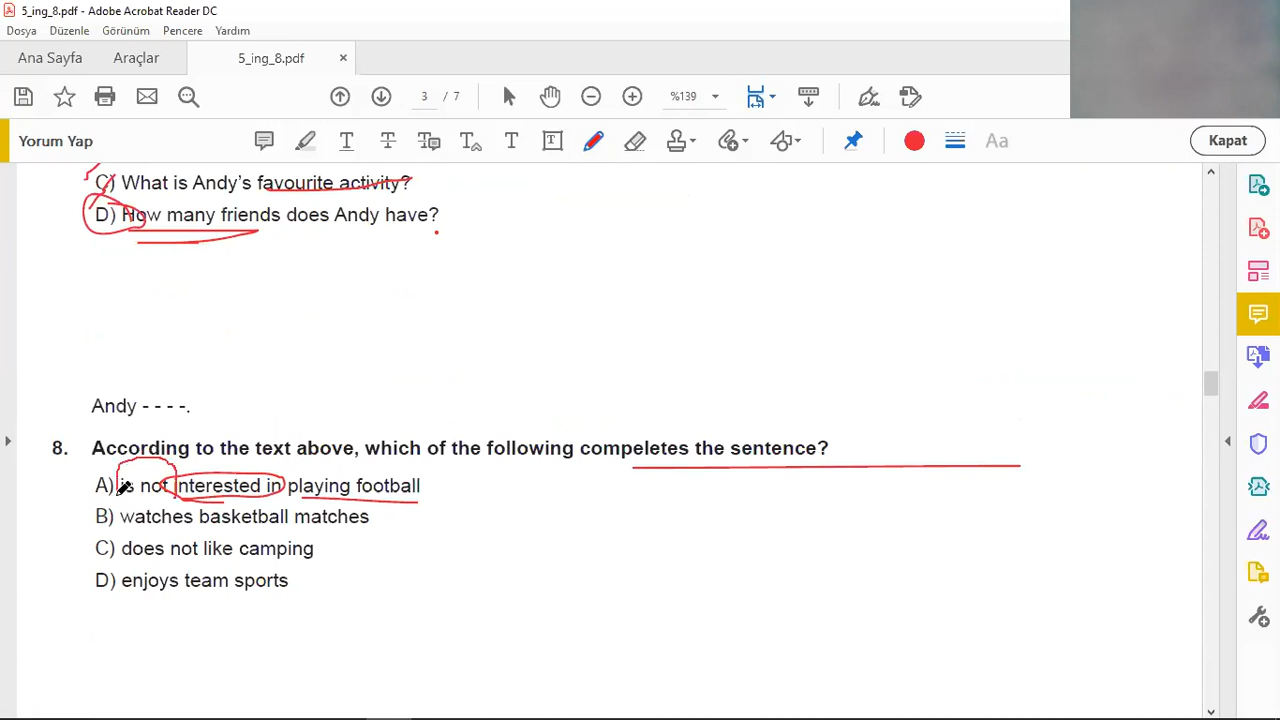 5_ing_8.pdf - Adobe Acrobat Reader DC
Dosya Düzenle Görünüm Pencere Yardım
Ana Sayfa Araçlar 5_ing_8.pdf ×
3 / 7 %139
Yorum Yap T T T T T T Aa Kapat
C) What is Andy's favourite activity?
D) How many friends does Andy have?
Andy - - - -.
8. According to the text above, which of the following compeletes the sentence?
A) is not interested in playing football
B) watches basketball matches
C) does not like camping
D) enjoys team sports